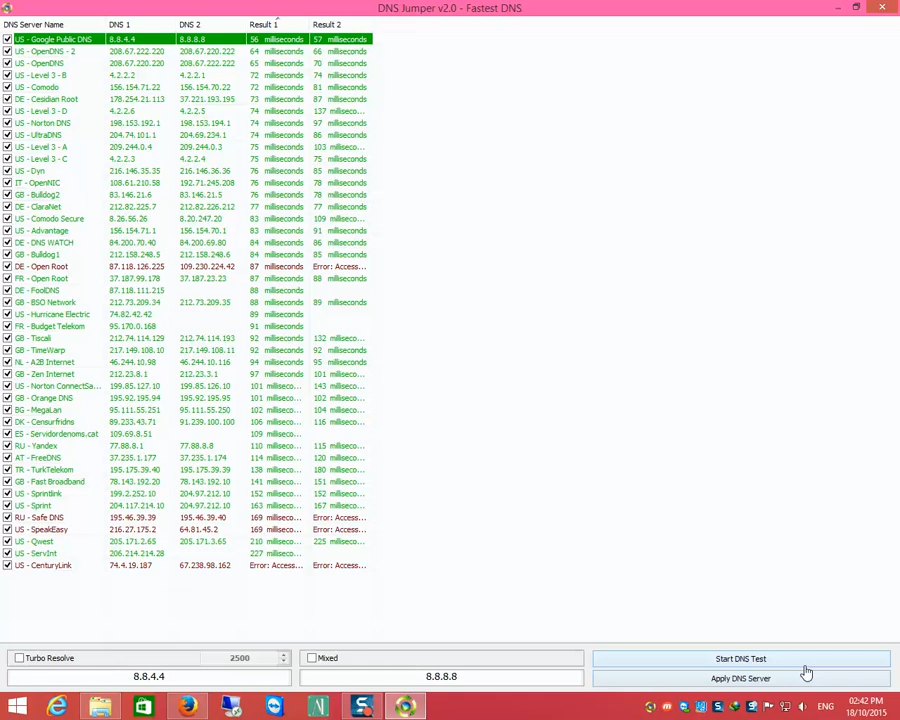 DNS Jumper v2.0 - Fastest DNS
DNS Server Name DNS 1 DNS 2 Result 1 Result 2
US - Google Public DNS 8.8.4.4 8.8.8.8 56 milliseconds 57 milliseconds
US - OpenDNS - 2 208.67.222.220 208.67.220.222 64 milliseconds 66 milliseconds
US - OpenDNS 208.67.222.222 208.67.220.220 65 milliseconds 70 milliseconds
US - Level 3 - B 4.2.2.2 4.2.2.1 72 milliseconds 74 milliseconds
US - Comodo 156.154.71.22 156.154.70.22 72 milliseconds 81 milliseconds
DE - Cesidian Root 178.254.21.113 37.221.193.195 73 milliseconds 87 milliseconds
US - Level 3 - D 4.2.2.6 4.2.2.5 74 milliseconds 137 milliseco...
US - Norton DNS 198.153.192.1 198.153.194.1 74 milliseconds 97 milliseconds
US - UltraDNS 204.74.101.1 204.69.234.1 74 milliseconds 86 milliseconds
US - Level 3 - A 209.244.0.4 209.244.0.3 75 milliseconds 103 milliseco...
US - Level 3 - C 4.2.2.3 4.2.2.4 75 milliseconds 75 milliseconds
US - Dyn 216.146.35.35 216.146.36.36 76 milliseconds 85 milliseconds
IT - OpenNIC 108.61.210.58 192.71.245.208 76 milliseconds 78 milliseconds
GB - Bulldog2 83.146.21.6 83.146.21.5 76 milliseconds 78 milliseconds
DE - ClaraNet 212.82.225.7 212.82.226.212 77 milliseconds 77 milliseconds
US - Comodo Secure 8.26.56.26 8.20.247.20 83 milliseconds 109 milliseco...
US - Advantage 156.154.71.1 156.154.70.1 83 milliseconds 91 milliseconds
DE - DNS WATCH 84.200.70.40 84.200.69.80 84 milliseconds 86 milliseconds
GB - Bulldog1 212.158.248.5 212.158.248.6 84 milliseconds 85 milliseconds
DE - Open Root 87.118.126.225 109.230.224.42 87 milliseconds Error: Access...
FR - Open Root 37.187.99.178 37.187.23.23 88 milliseconds 88 milliseconds
DE - FoolDNS 87.118.111.215 88 milliseconds
GB - BSO Network 212.73.209.34 212.73.209.35 88 milliseconds 89 milliseconds
US - Hurricane Electric 74.82.42.42 89 milliseconds
FR - Budget Telekom 95.170.0.168 91 milliseconds
GB - Tiscali 212.74.114.129 212.74.114.193 92 milliseconds 132 milliseco...
GB - TimeWarp 217.149.108.10 217.149.108.11 92 milliseconds 92 milliseconds
NL - A2B Internet 46.244.10.98 46.244.10.116 94 milliseconds 95 milliseconds
GB - Zen Internet 212.23.8.1 212.23.3.1 97 milliseconds 101 milliseco...
US - Norton ConnectSa... 199.85.127.10 199.85.126.10 101 milliseco... 143 milliseco...
GB - Orange DNS 195.92.195.94 195.92.195.95 101 milliseco... 102 milliseco...
BG - MegaLan 95.111.55.251 95.111.55.250 102 milliseco... 104 milliseco...
DK - Censurfridns 89.233.43.71 91.239.100.100 106 milliseco... 116 milliseco...
ES - Servidordenoms.cat 109.69.8.51 109 milliseco...
RU - Yandex 77.88.8.1 77.88.8.8 110 milliseco... 115 milliseco...
AT - FreeDNS 37.235.1.177 37.235.1.174 114 milliseco... 120 milliseco...
TR - TurkTelekom 195.175.39.40 195.175.39.39 138 milliseco... 180 milliseco...
GB - Fast Broadband 78.143.192.20 78.143.192.10 141 milliseco... 151 milliseco...
US - Sprintlink 199.2.252.10 204.97.212.10 152 milliseco... 152 milliseco...
US - Sprint 204.117.214.10 204.97.212.10 163 milliseco... 167 milliseco...
RU - Safe DNS 195.46.39.39 195.46.39.40 169 milliseco... Error: Access...
US - SpeakEasy 216.27.175.2 64.81.45.2 169 milliseco... Error: Access...
US - Qwest 205.171.2.65 205.171.3.65 210 milliseco... 225 milliseco...
US - ServInt 206.214.214.28 227 milliseco...
US - CenturyLink 74.4.19.187 67.238.98.162 Error: Access... Error: Access...
Turbo Resolve 2500 Mixed Start DNS Test
8.8.4.4 8.8.8.8 Apply DNS Server
ENG 02:42 PM
18/10/2015